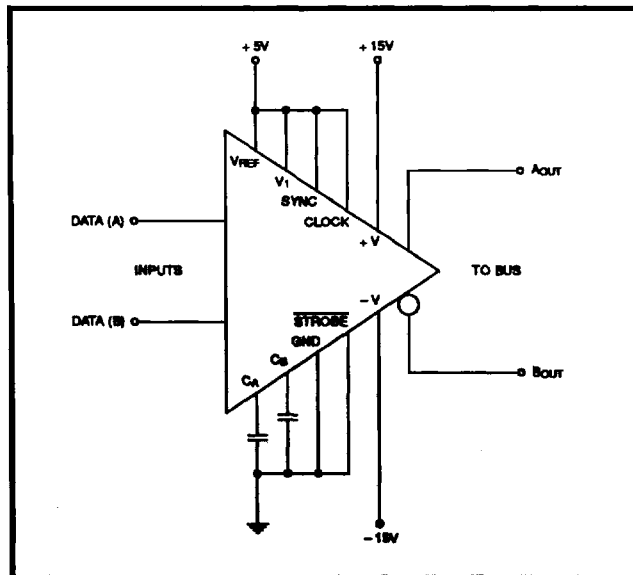 + 5V
+ 15V
VREF
V1
SYNC
CLOCK
+ V
AOUT
DATA (A)
INPUTS
TO BUS
DATA (B)
– V
STROBE
GND
CB
CA
BOUT
– 15V